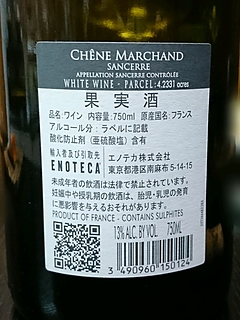 CHÊNE MARCHAND
SANCERRE
APPELLATION SANCERRE CONTRÔLÉE
WHITE WINE - PARCEL: 4.2331 acres
果実酒
品名:ワイン 内容量:750ml 原産国:フランス
アルコール分:ラベルに記載
酸化防止剤(亜硫酸塩)含有
輸入者及び引取先 エノテカ株式会社
ENOTECA 東京都港区南麻布5-14-15
未成年者の飲酒は法律で禁止されています。
妊娠中や授乳期の飲酒は、胎児・乳児の発育
に悪影響を与えるおそれがあります。
PRODUCT OF FRANCE - CONTAINS SULPHITES
13% ALC. BY VOL 750ML
3 490960 150124